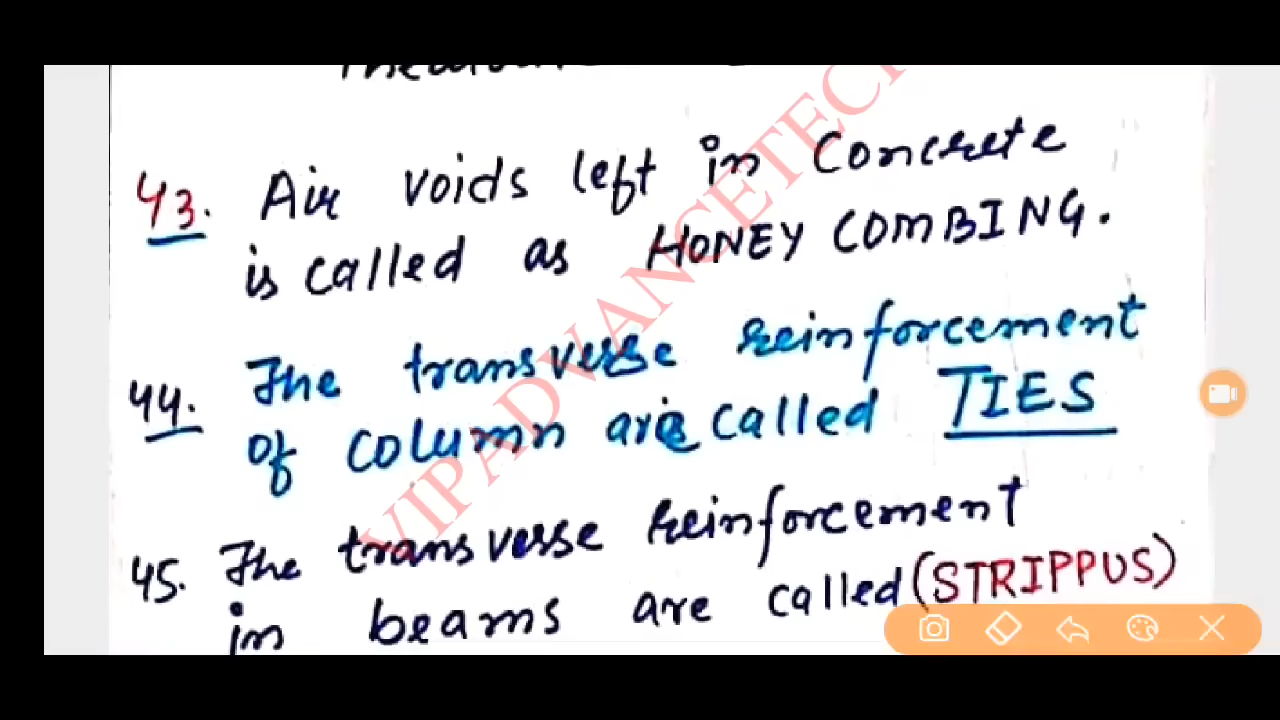 43. Air voids left in Concrete
is called as HONEY COMBING.
44. The transverse reinforcement
of column are called TIES
45. The transverse reinforcement
in beams are called (STRIPPUS)
VIPADVANCETEC